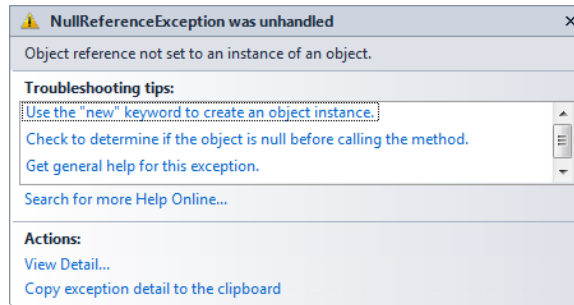 NullReferenceException was unhandled
Object reference not set to an instance of an object.
Troubleshooting tips:
Use the "new" keyword to create an object instance.
Check to determine if the object is null before calling the method.
Get general help for this exception.
Search for more Help Online...
Actions:
View Detail...
Copy exception detail to the clipboard